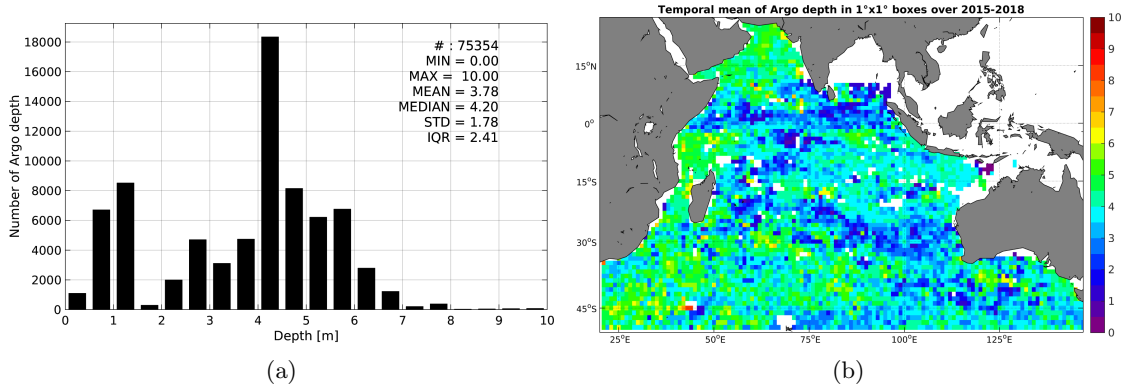 # : 75354
MIN = 0.00
MAX = 10.00
MEAN = 3.78
MEDIAN = 4.20
STD = 1.78
IQR = 2.41
18000
16000
14000
12000
10000
8000
6000
4000
2000
0
Number of Argo depth
0 1 2 3 4 5 6 7 8 9 10
Depth [m]
(a)
Temporal mean of Argo depth in 1°x1° boxes over 2015-2018
15°N
0°
15°S
30°S
45°S
25°E 50°E 75°E 100°E 125°E
10
9
8
7
6
5
4
3
2
1
0
(b)